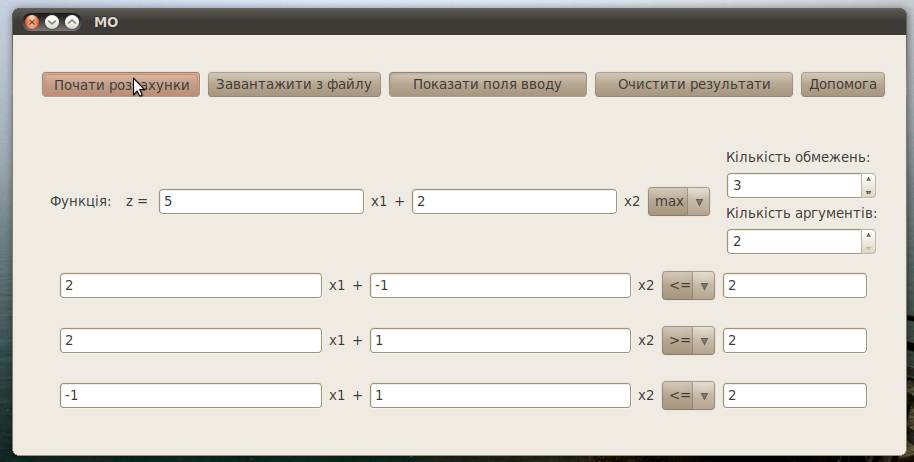 MO
Почати розрахунки Завантажити з файлу Показати поля вводу Очистити результати Допомога
Кількість обмежень:
3
Функція: z = 5 x1 + 2 x2 max
Кількість аргументів:
2
2 x1 + -1 x2 <= 2
2 x1 + 1 x2 >= 2
-1 x1 + 1 x2 <= 2